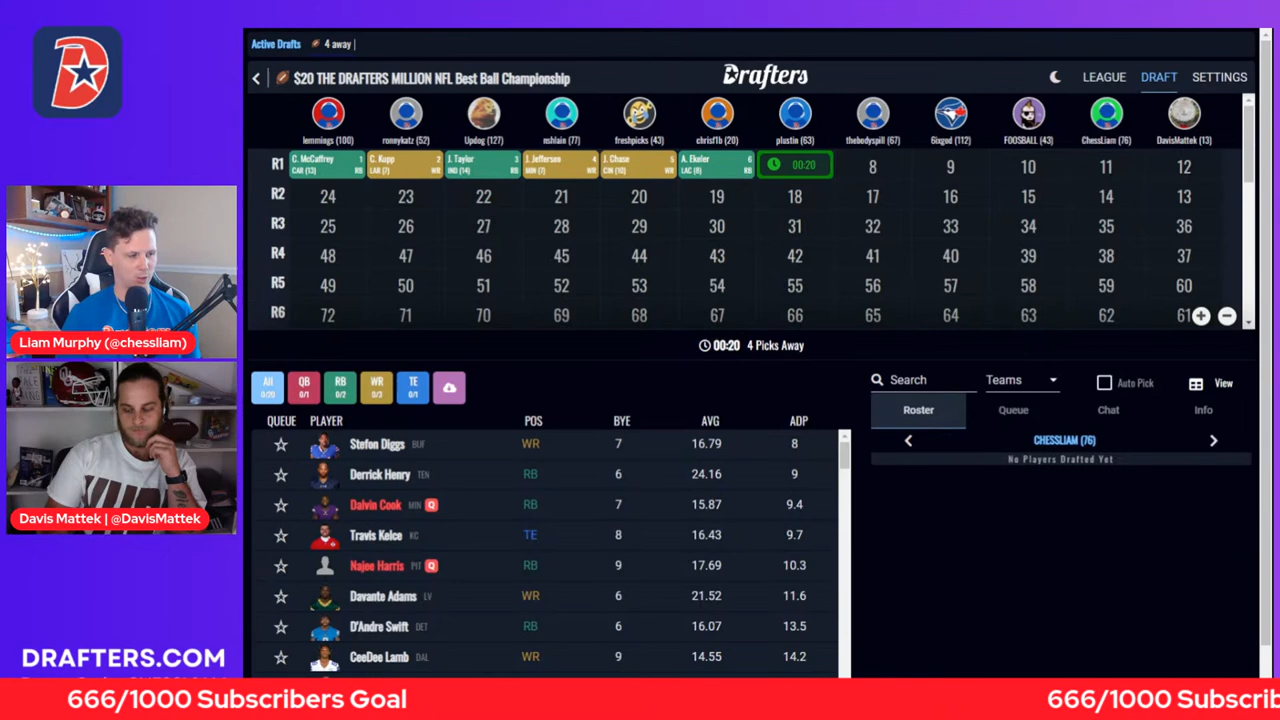 Active Drafts 4 away |
$20 THE DRAFTERS MILLION NFL Best Ball Championship
Drafters
LEAGUE DRAFT SETTINGS
lemmings (100) ronnykatz (52) Updog (127) nshlain (77) freshpicks (43) chrisf1b (20) plustin (63) thebodyspill (67) 6ixgod (112) FOOSBALL (43) ChessLiam (76) DavisMattek (13)
R1 C. McCaffrey 1 C. Kupp 2 J. Taylor 3 J. Jefferson 4 J. Chase 5 A. Ekeler 6 00:20 8 9 10 11 12
CAR (13) RB LAR (7) WR IND (14) RB MIN (7) WR CIN (10) WR LAC (8) RB
R2 24 23 22 21 20 19 18 17 16 15 14 13
R3 25 26 27 28 29 30 31 32 33 34 35 36
R4 48 47 46 45 44 43 42 41 40 39 38 37
R5 49 50 51 52 53 54 55 56 57 58 59 60
R6 72 71 70 69 68 67 66 65 64 63 62 61
00:20 4 Picks Away
Liam Murphy (@chessliam)
Davis Mattek | @DavisMattek
All QB RB WR TE
0/20 0/1 0/2 0/3 0/1
Search Teams Auto Pick View
Roster Queue Chat Info
CHESSLIAM (76)
No Players Drafted Yet
QUEUE PLAYER POS BYE AVG ADP
Stefon Diggs BUF WR 7 16.79 8
Derrick Henry TEN RB 6 24.16 9
Dalvin Cook MIN Q RB 7 15.87 9.4
Travis Kelce KC TE 8 16.43 9.7
Najee Harris PIT Q RB 9 17.69 10.3
Davante Adams LV WR 6 21.52 11.6
D'Andre Swift DET RB 6 16.07 13.5
CeeDee Lamb DAL WR 9 14.55 14.2
DRAFTERS.COM
666/1000 Subscribers Goal 666/1000 Subscrib